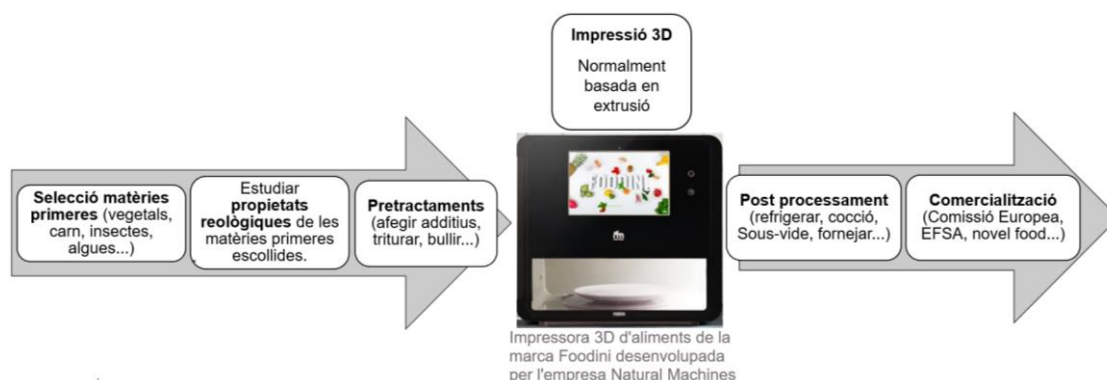 Impressió 3D
Normalment
basada en
extrusió
Selecció matèries
primeres (vegetals,
carn, insectes,
algues...)
Estudiar
propietats
reològiques de les
matèries primeres
escollides.
Pretractaments
(afegir additius,
triturar, bullir...)
FOODINI
Post processament
(refrigerar, cocció,
Sous-vide, fornejar...)
Comercialització
(Comissió Europea,
EFSA, novel food...)
Impressora 3D d'aliments de la
marca Foodini desenvolupada
per l'empresa Natural Machines